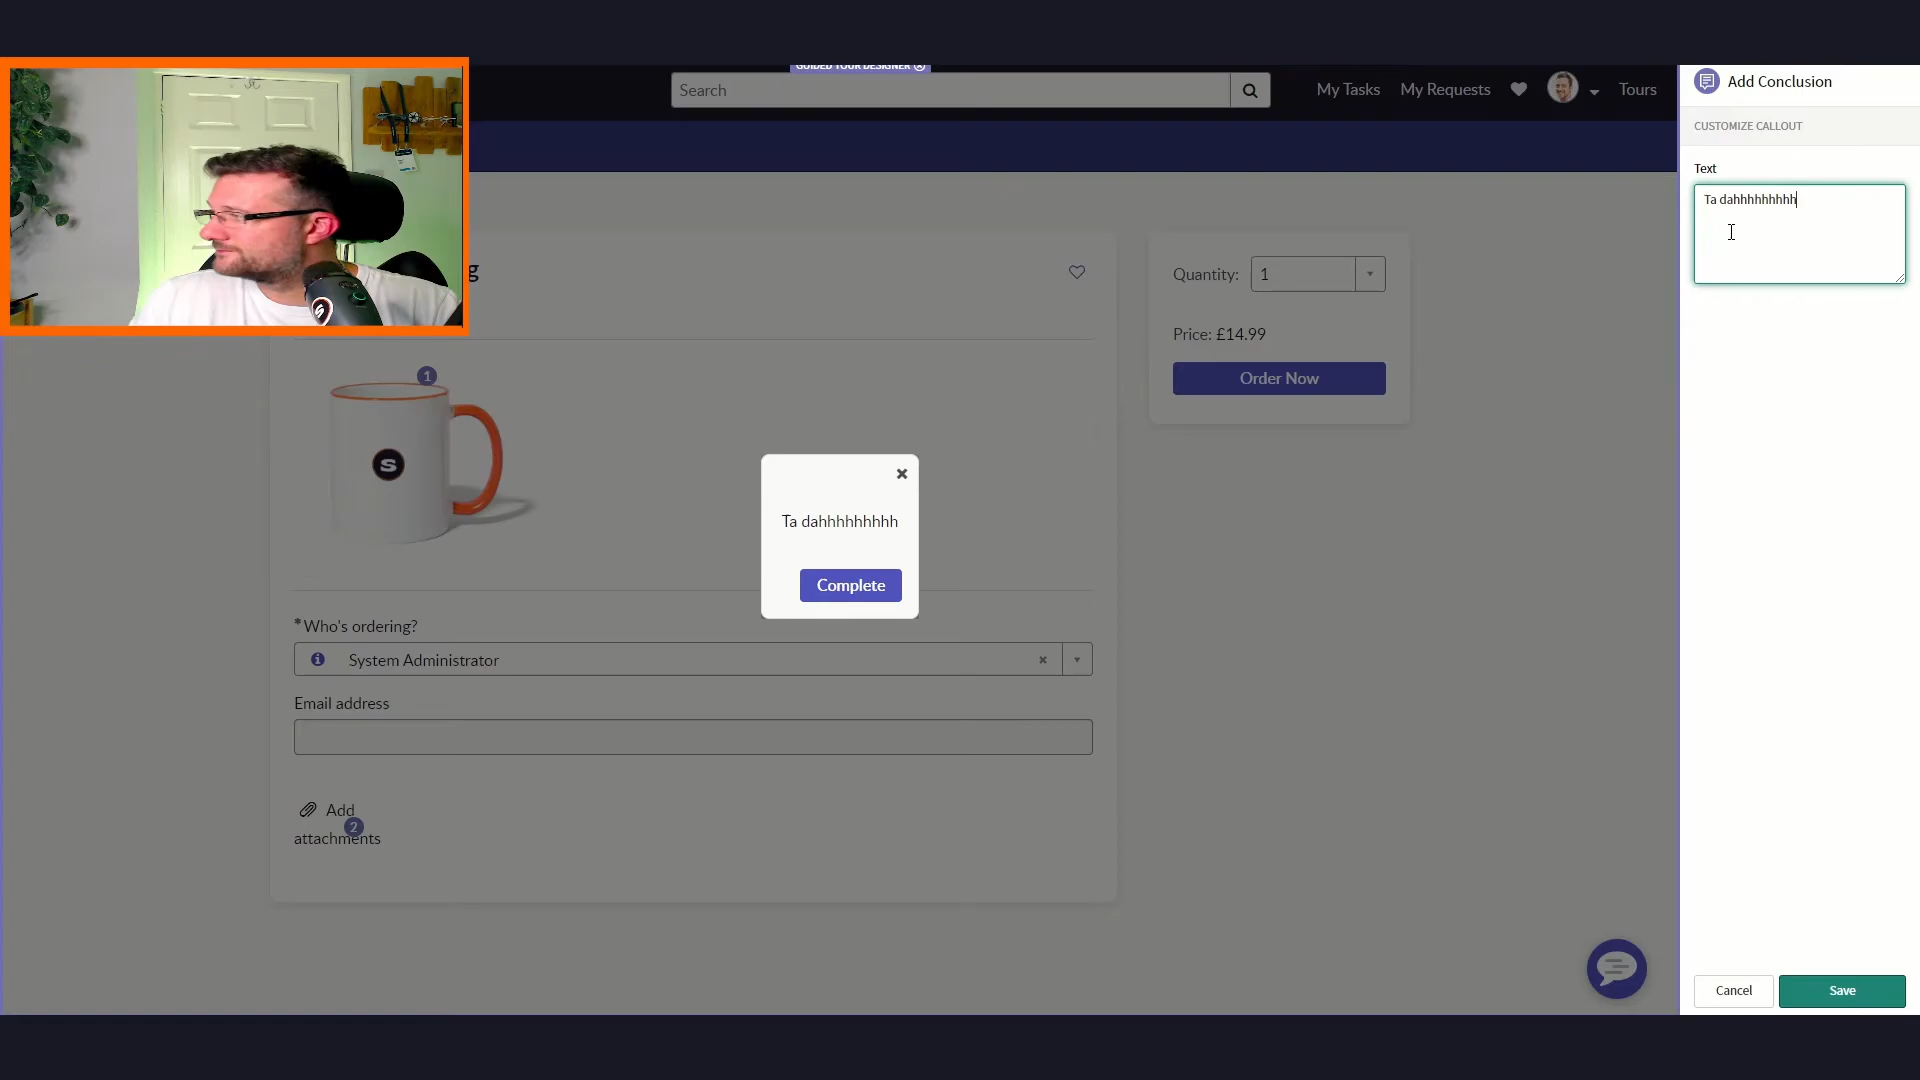 GUIDED TOUR DESIGNER
Search
My Tasks
My Requests
Tours
Add Conclusion
CUSTOMIZE CALLOUT
Text
Ta dahhhhhhhhh
g
Quantity:
1
Price: £14.99
Order Now
1
S
Ta dahhhhhhhhh
Complete
*Who's ordering?
System Administrator
Email address
Add
attachments
2
Cancel
Save